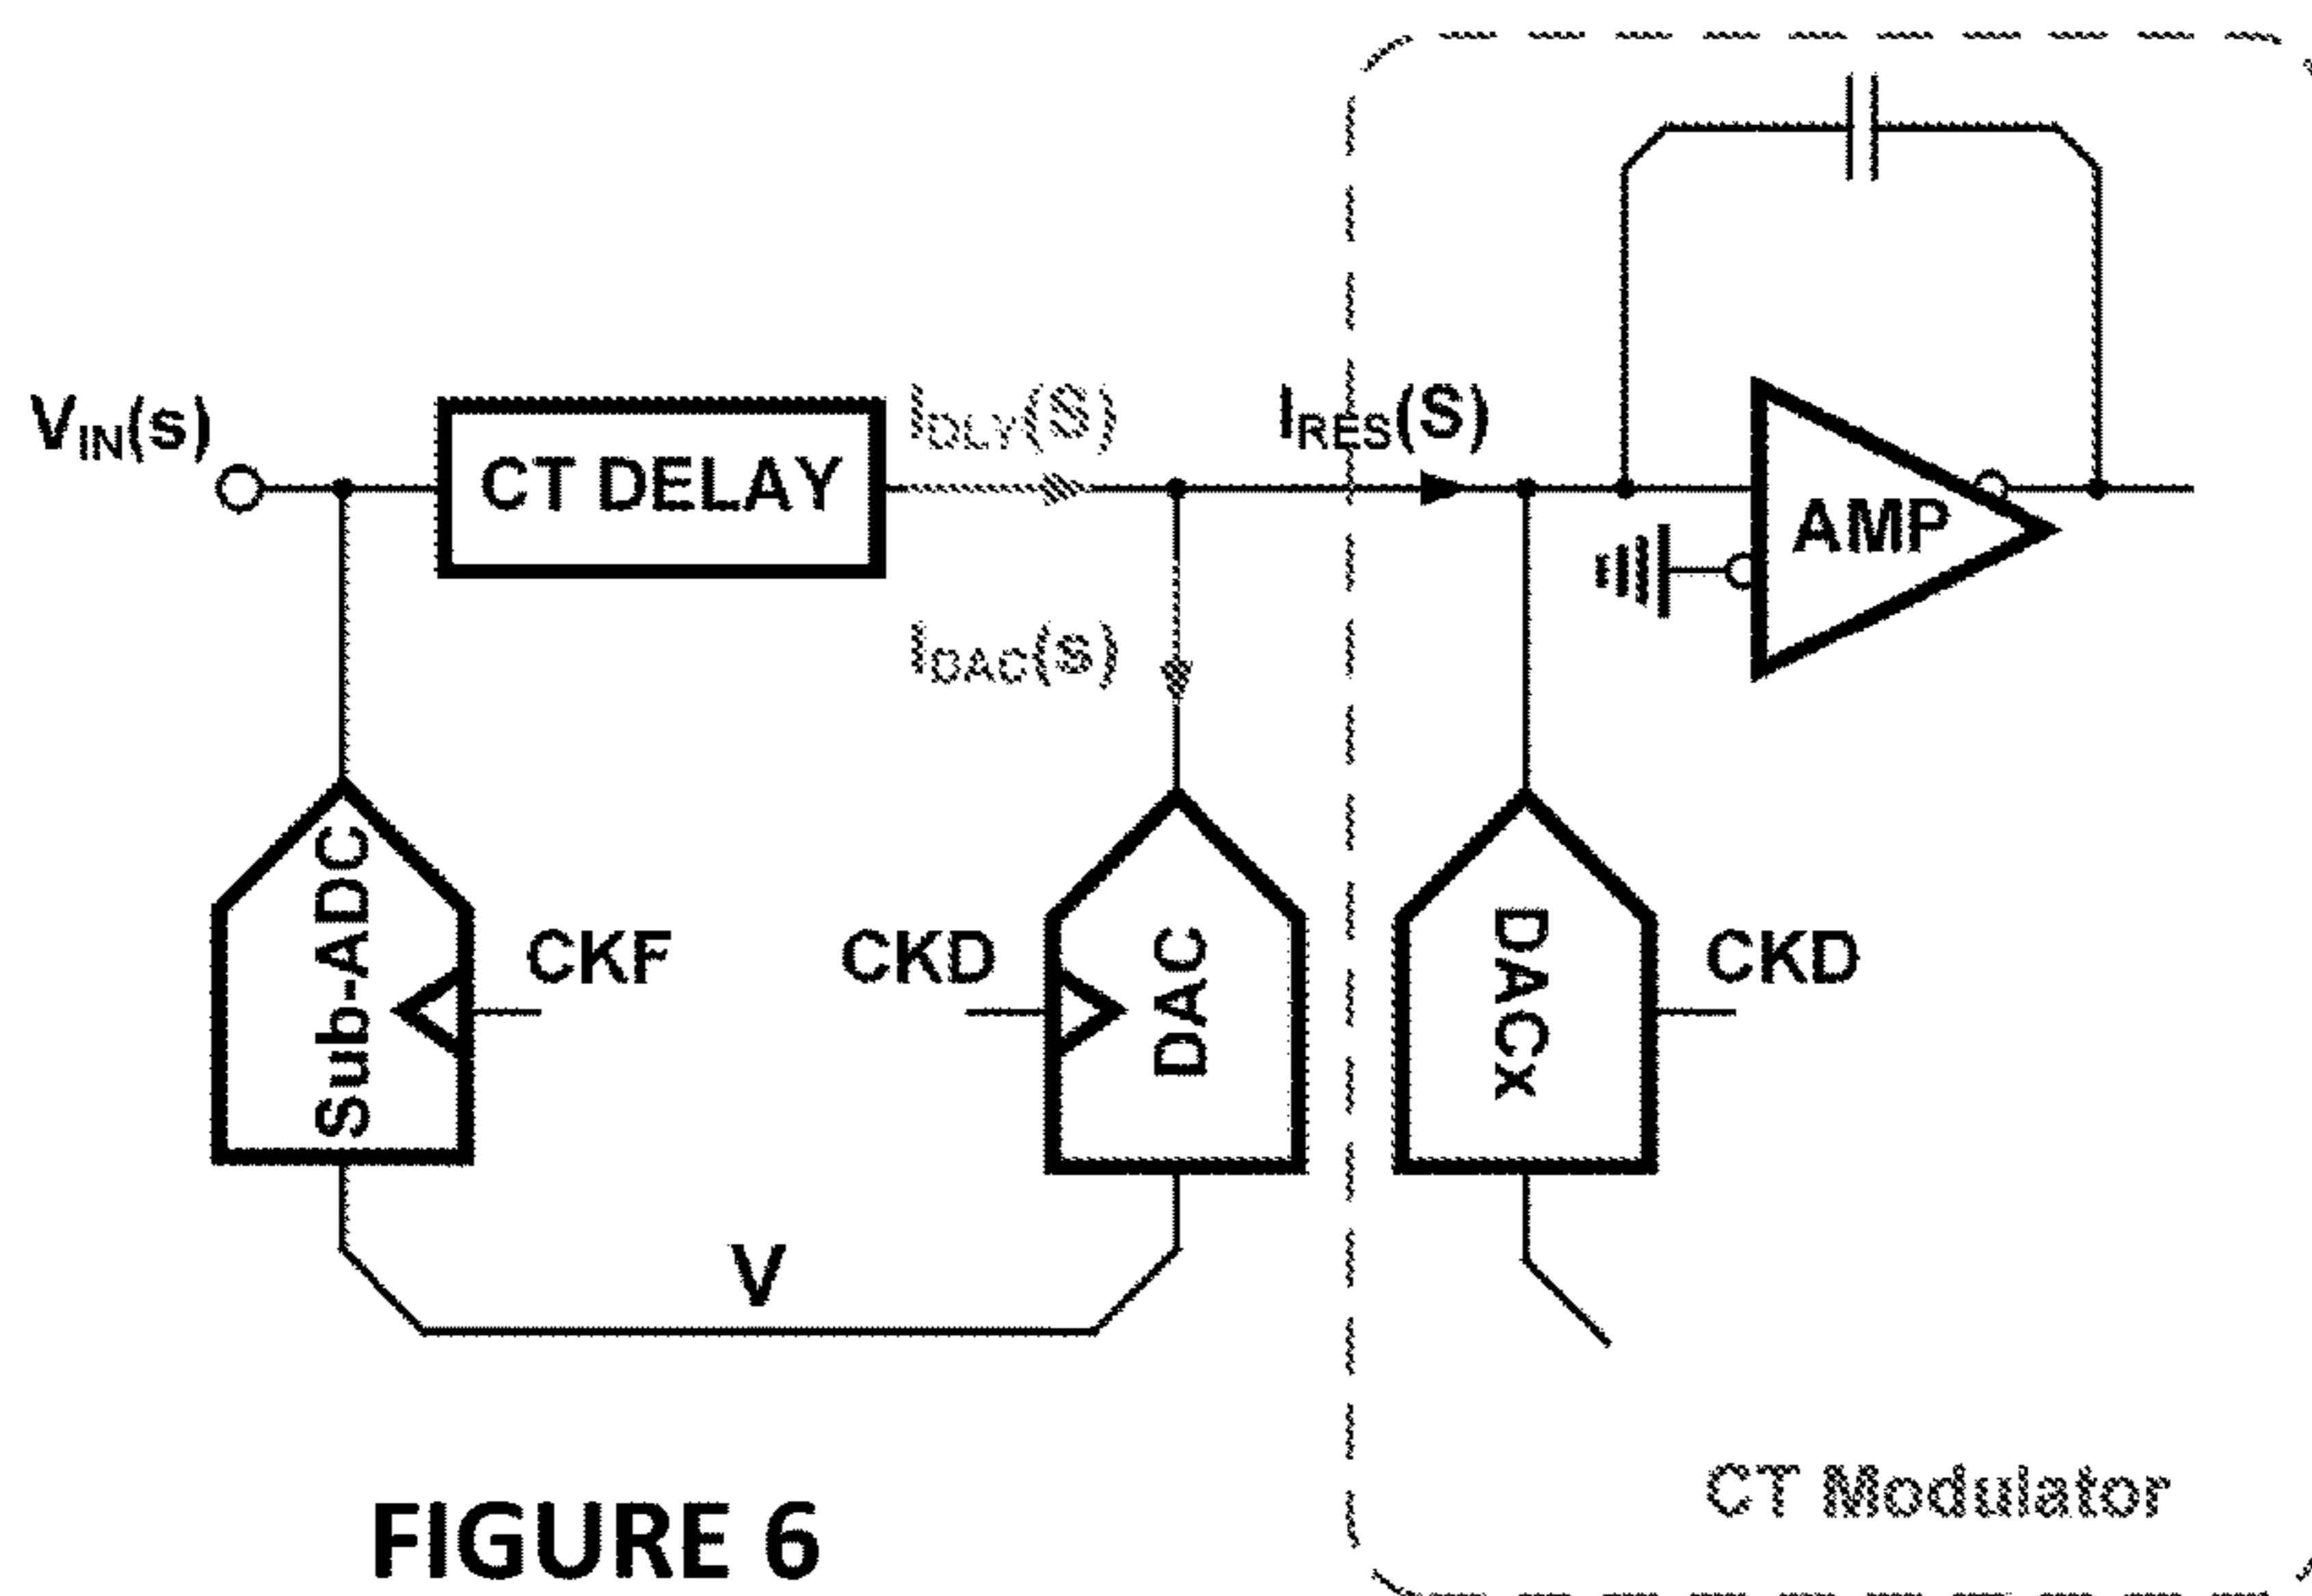 VIN(s)
CT DELAY
IDLY(S)
IRES(S)
AMP
IDAC(s)
Sub-ADC
CKF
CKD
DAC
DACx
CKD
V
CT Modulator
FIGURE 6